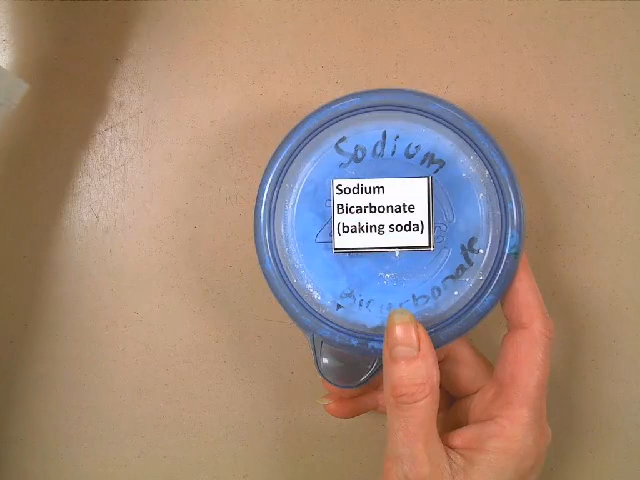 Sodium
Sodium
Bicarbonate
(baking soda)
Bicarbonate